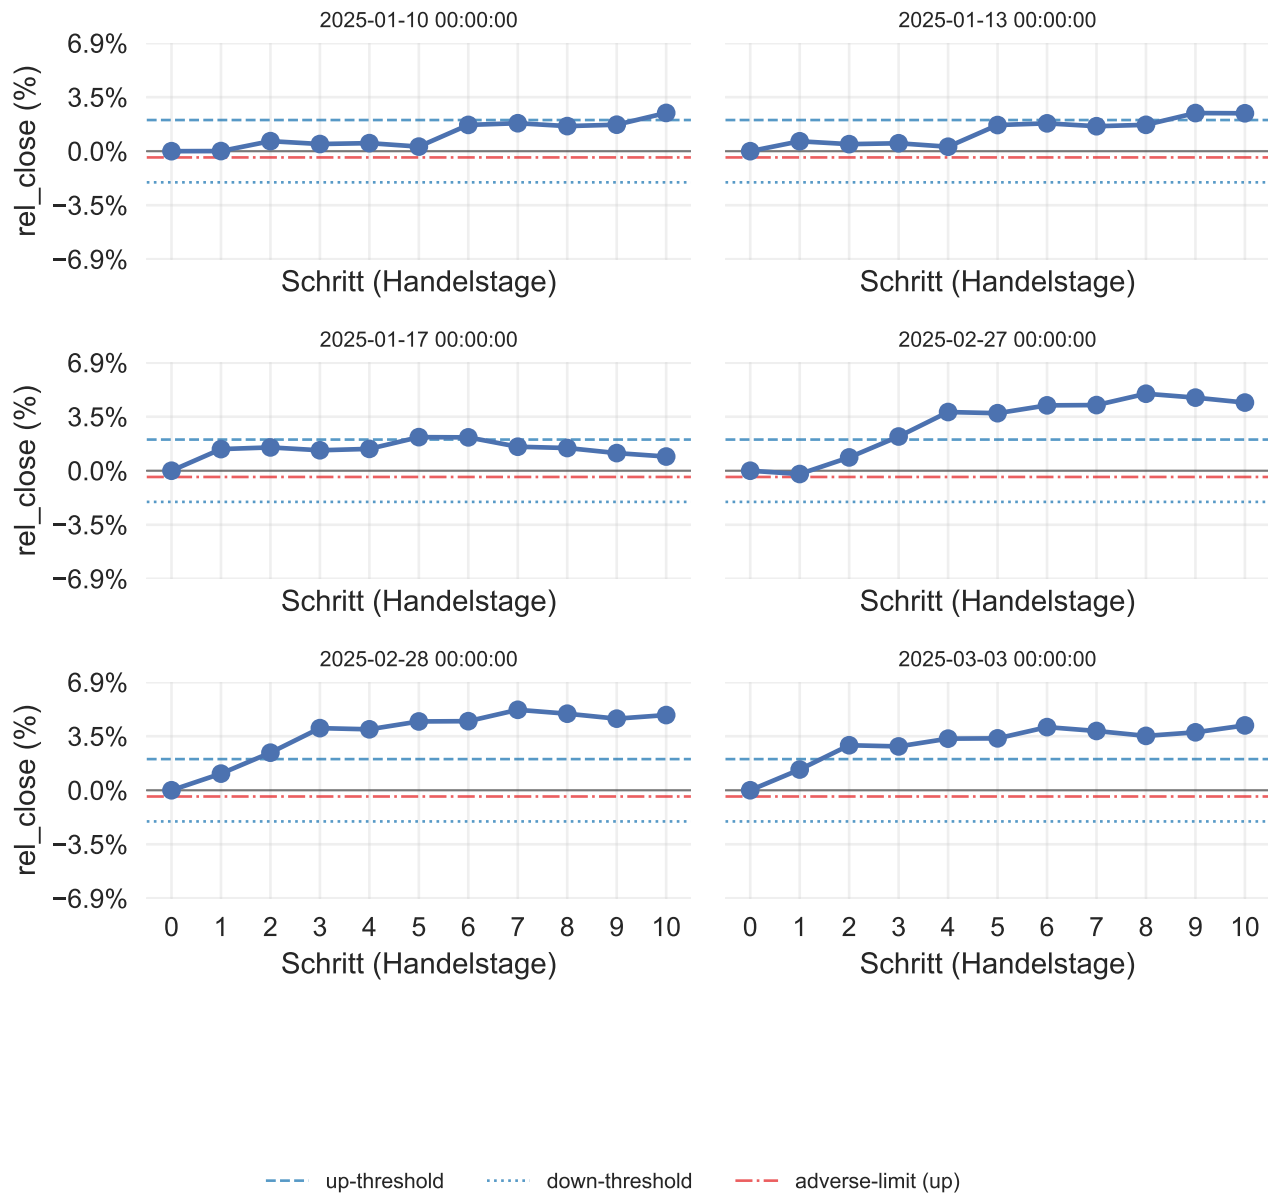 2025-01-10 00:00:00
2025-01-13 00:00:00
6.9%
3.5%
0.0%
−3.5%
−6.9%
rel_close (%)
Schritt (Handelstage)
Schritt (Handelstage)
2025-01-17 00:00:00
2025-02-27 00:00:00
6.9%
3.5%
0.0%
−3.5%
−6.9%
rel_close (%)
Schritt (Handelstage)
Schritt (Handelstage)
2025-02-28 00:00:00
2025-03-03 00:00:00
6.9%
3.5%
0.0%
−3.5%
−6.9%
rel_close (%)
0 1 2 3 4 5 6 7 8 9 10
0 1 2 3 4 5 6 7 8 9 10
Schritt (Handelstage)
Schritt (Handelstage)
up-threshold
down-threshold
adverse-limit (up)